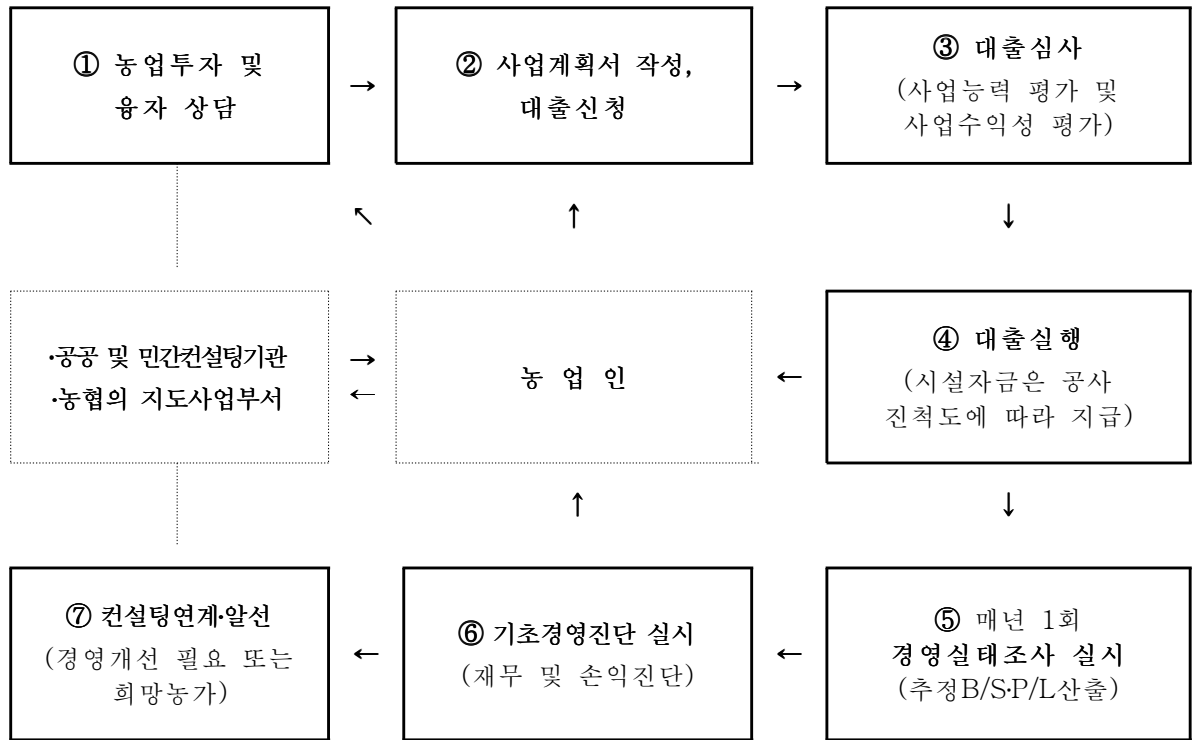 ① 농업투자 및
융자 상담
→
② 사업계획서 작성,
대출신청
→
③ 대출심사
(사업능력 평가 및
사업수익성 평가)
↖
↑
↓
·공공 및 민간컨설팅기관
·농협의 지도사업부서
→
←
농 업 인
←
④ 대출실행
(시설자금은 공사
진척도에 따라 지급)
↑
↓
⑦ 컨설팅연계·알선
(경영개선 필요 또는
희망농가)
←
⑥ 기초경영진단 실시
(재무 및 손익진단)
←
⑤ 매년 1회
경영실태조사 실시
(추정B/S·P/L산출)